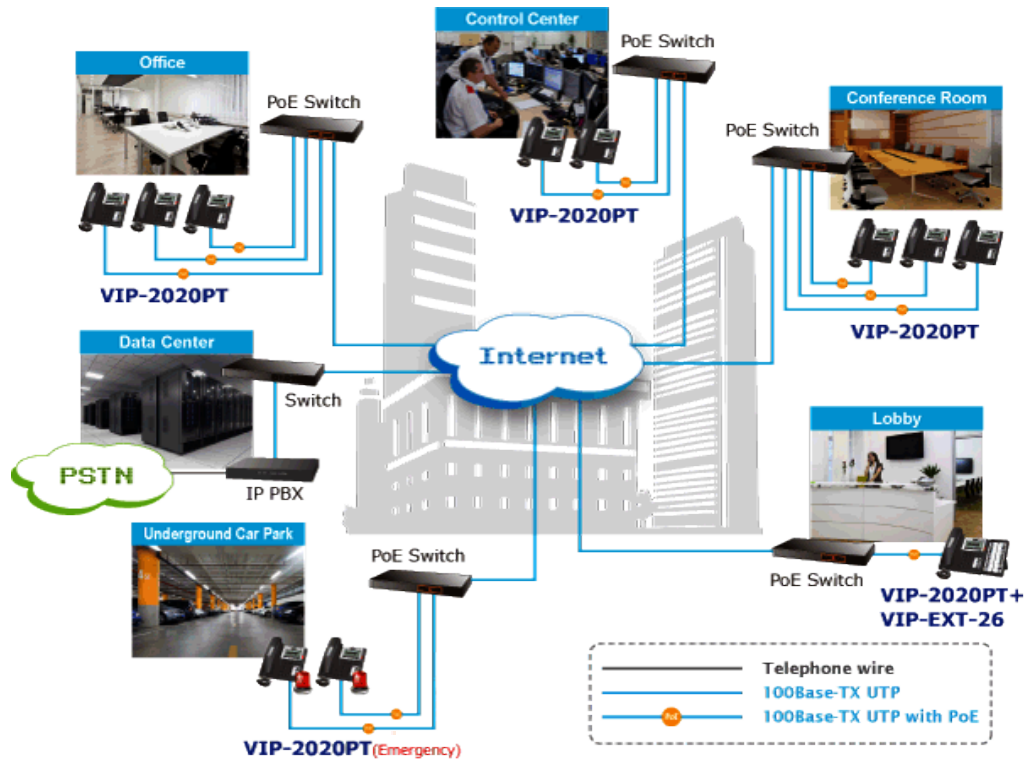 Control Center
PoE Switch
Office
PoE Switch
Conference Room
PoE Switch
VIP-2020PT
VIP-2020PT
VIP-2020PT
Data Center
Internet
Switch
Lobby
PSTN
IP PBX
Underground Car Park
PoE Switch
PoE Switch
VIP-2020PT+
VIP-EXT-26
VIP-2020PT(Emergency)
Telephone wire
100Base-TX UTP
PoE
100Base-TX UTP with PoE